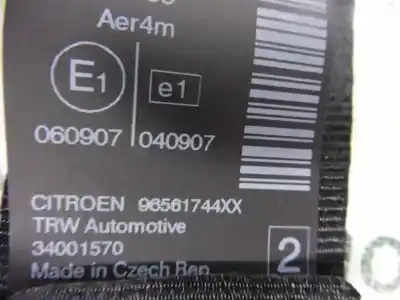 Aer4m
E1 e1
060907 040907
CITROEN 96561744XX
TRW Automotive
34001570
Made in Czech Rep
2